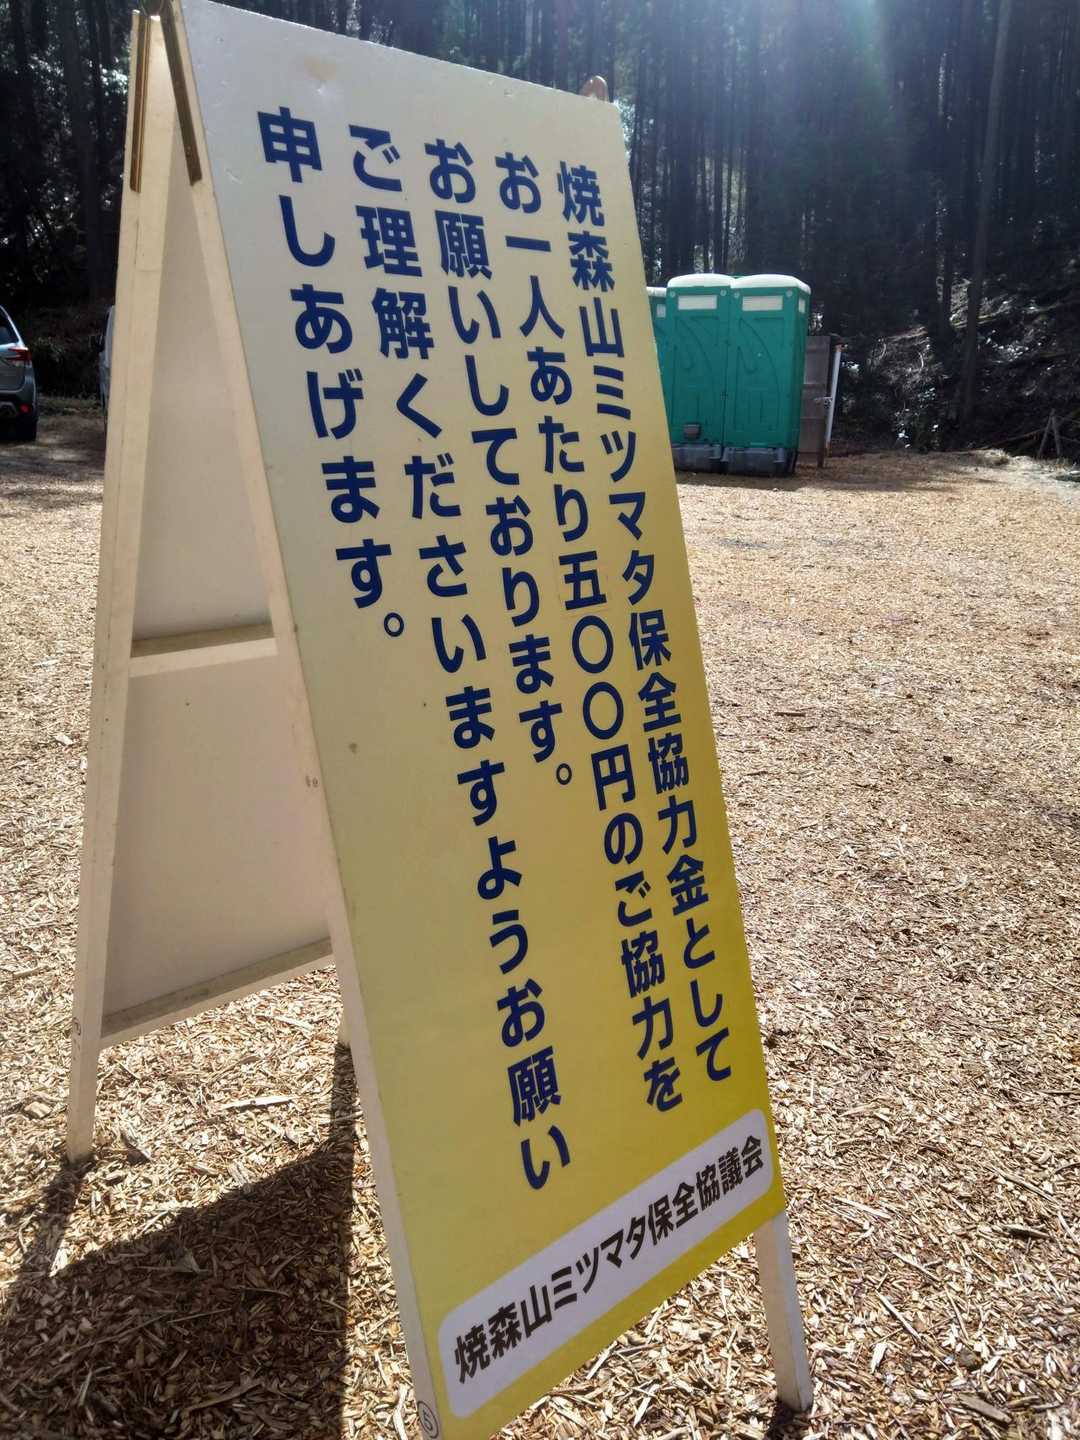 焼森山ミツマタ保全協力金として
お一人あたり五〇〇円のご協力を
お願いしております。
ご理解くださいますようお願い
申しあげます。
焼森山ミツマタ保全協議会
⑤